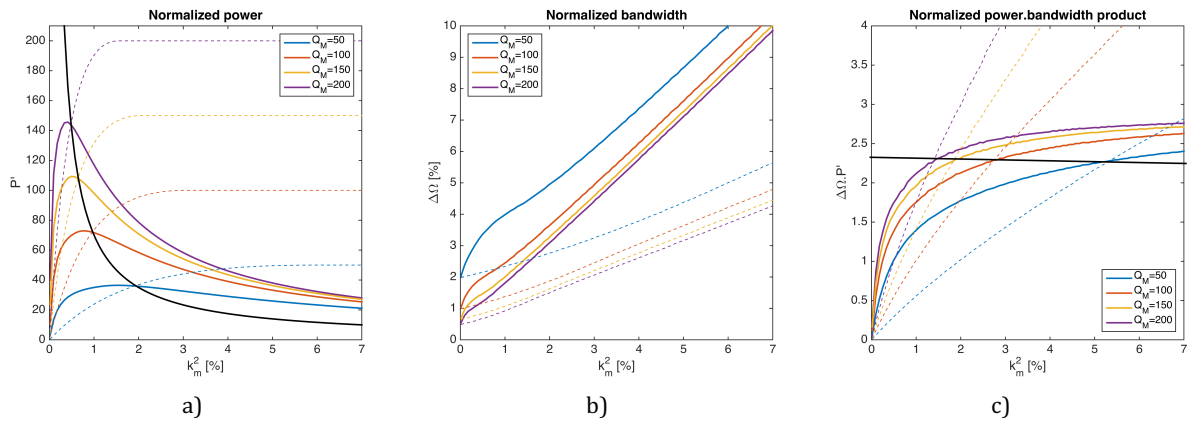 Normalized power
P'
200
180
160
140
120
100
80
60
40
20
0
0 1 2 3 4 5 6 7
k_m^2 [%]
Q_M=50
Q_M=100
Q_M=150
Q_M=200
a)
Normalized bandwidth
ΔΩ [%]
10
9
8
7
6
5
4
3
2
1
0
0 1 2 3 4 5 6 7
k_m^2 [%]
Q_M=50
Q_M=100
Q_M=150
Q_M=200
b)
Normalized power.bandwidth product
ΔΩ.P'
4
3.5
3
2.5
2
1.5
1
0.5
0
0 1 2 3 4 5 6 7
k_m^2 [%]
Q_M=50
Q_M=100
Q_M=150
Q_M=200
c)